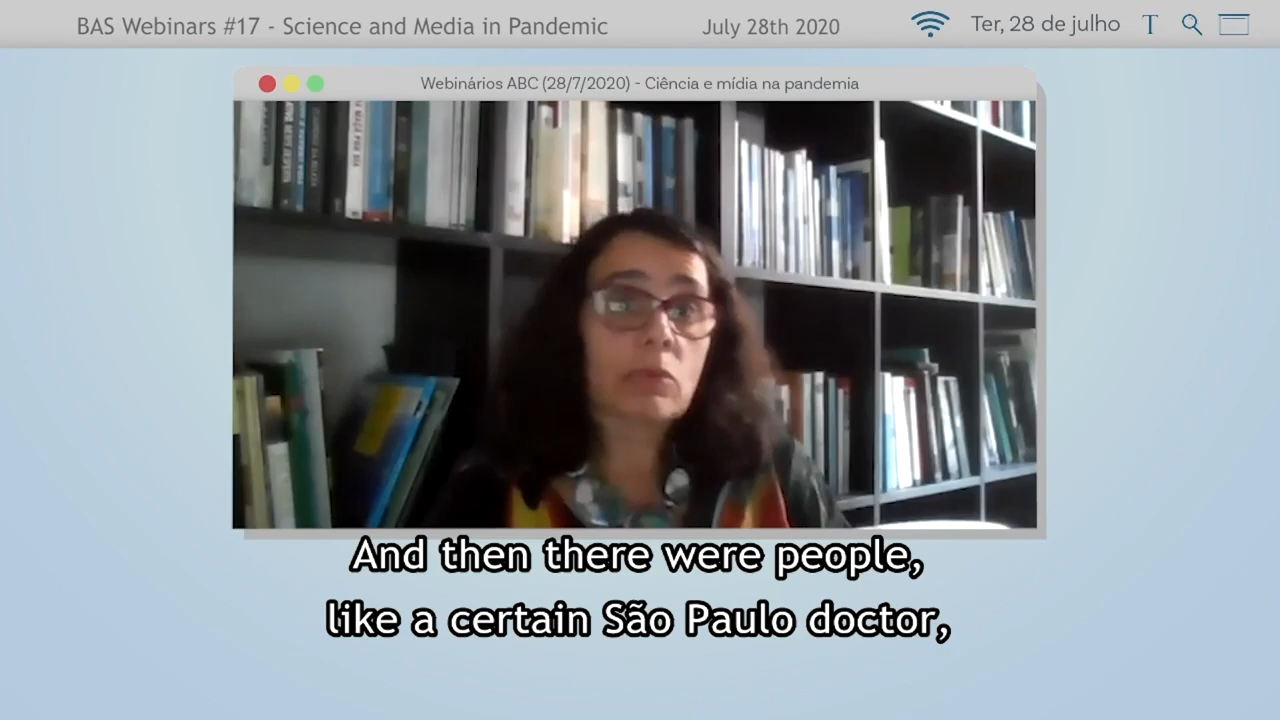 BAS Webinars #17 - Science and Media in Pandemic
July 28th 2020
Ter, 28 de julho
T
Webinários ABC (28/7/2020) - Ciência e mídia na pandemia
And then there were people,
like a certain São Paulo doctor,